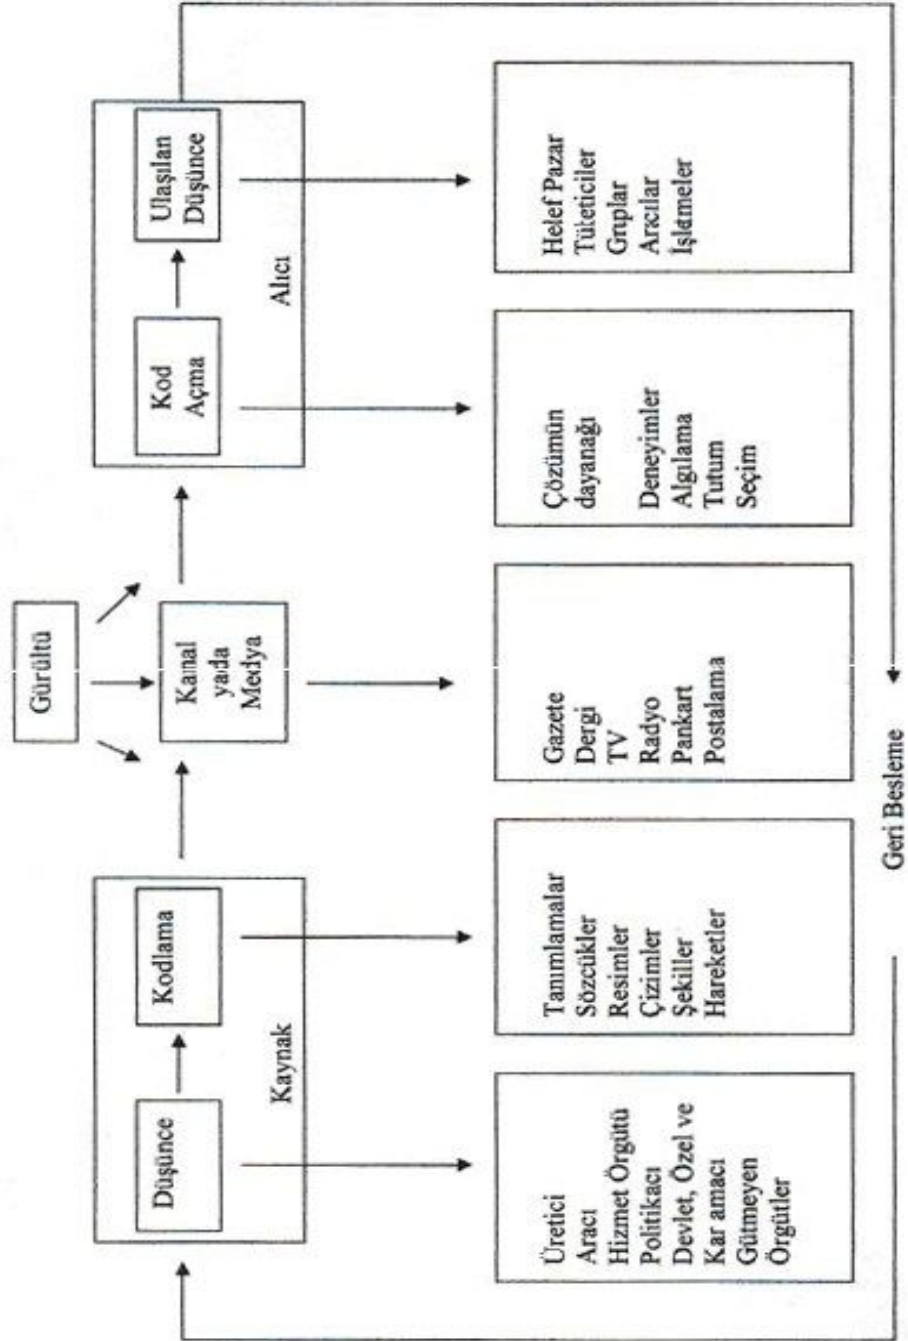 Gürültü
Düşünce
Kodlama
Kaynak
Kanal
yada
Medya
Kod
Açma
Ulaşılan
Düşünce
Alıcı
Üretici
Aracı
Hizmet Örgütü
Politikacı
Devlet, Özel ve
Kar amacı
Gütmeyen
Örgütler
Tanımlamalar
Sözcükler
Resimler
Çizimler
Şekiller
Hareketler
Gazete
Dergi
TV
Radyo
Pankart
Postalama
Çözümün
dayanağı
Deneyimler
Algılama
Tutum
Seçim
Helef Pazar
Tüketiciler
Gruplar
Aracılar
İşletmeler
Geri Besleme